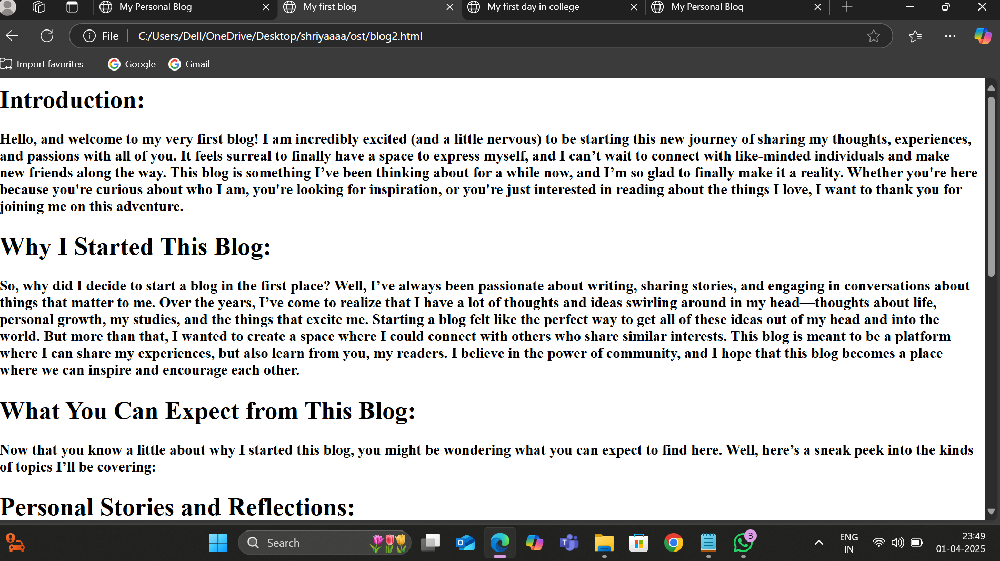 My Personal Blog
My first blog
My first day in college
My Personal Blog
File
C:/Users/Dell/OneDrive/Desktop/shriyaaaa/ost/blog2.html
Import favorites
Google
Gmail
Introduction:
Hello, and welcome to my very first blog! I am incredibly excited (and a little nervous) to be starting this new journey of sharing my thoughts, experiences,
and passions with all of you. It feels surreal to finally have a space to express myself, and I can’t wait to connect with like-minded individuals and make
new friends along the way. This blog is something I’ve been thinking about for a while now, and I’m so glad to finally make it a reality. Whether you're here
because you're curious about who I am, you're looking for inspiration, or you're just interested in reading about the things I love, I want to thank you for
joining me on this adventure.
Why I Started This Blog:
So, why did I decide to start a blog in the first place? Well, I’ve always been passionate about writing, sharing stories, and engaging in conversations about
things that matter to me. Over the years, I’ve come to realize that I have a lot of thoughts and ideas swirling around in my head—thoughts about life,
personal growth, my studies, and the things that excite me. Starting a blog felt like the perfect way to get all of these ideas out of my head and into the
world. But more than that, I wanted to create a space where I could connect with others who share similar interests. This blog is meant to be a platform
where I can share my experiences, but also learn from you, my readers. I believe in the power of community, and I hope that this blog becomes a place
where we can inspire and encourage each other.
What You Can Expect from This Blog:
Now that you know a little about why I started this blog, you might be wondering what you can expect to find here. Well, here’s a sneak peek into the kinds
of topics I’ll be covering:
Personal Stories and Reflections:
Search
3
ENG
IN
23:49
01-04-2025